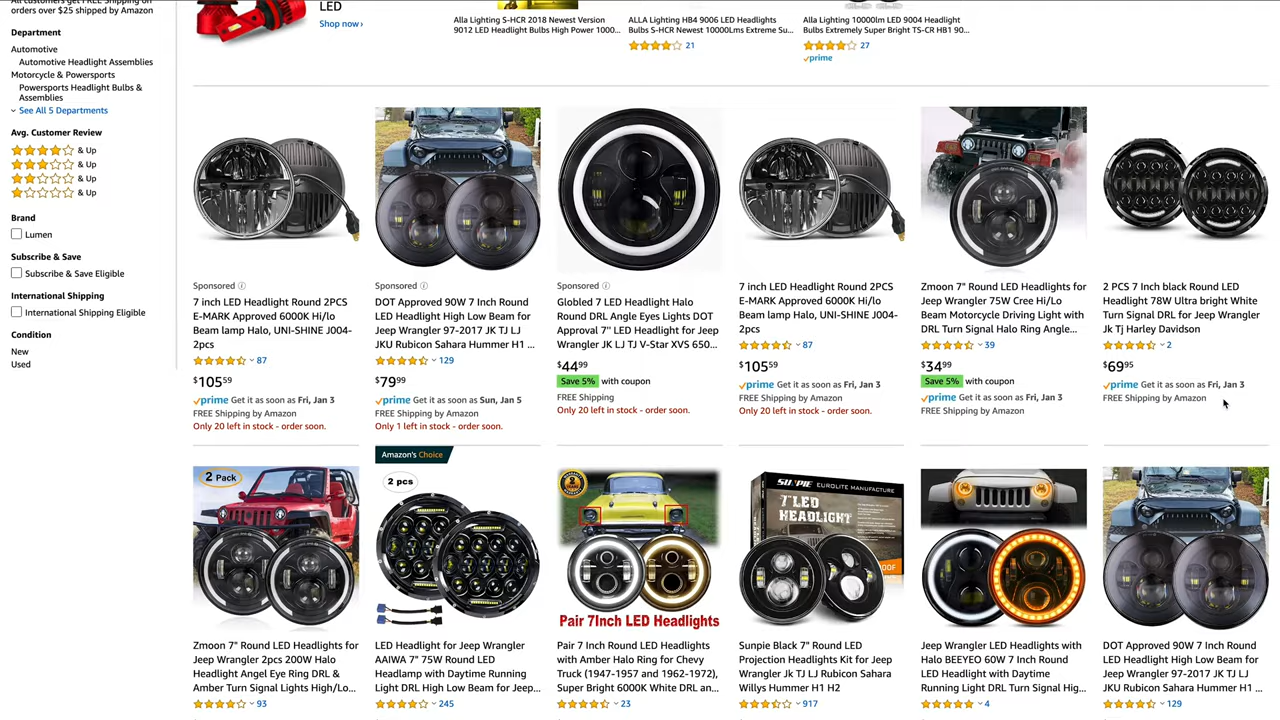 All customers get FREE Shipping on
orders over $25 shipped by Amazon
Department
Automotive
Automotive Headlight Assemblies
Motorcycle & Powersports
Powersports Headlight Bulbs &
Assemblies
See All 5 Departments
Avg. Customer Review
& Up
& Up
& Up
& Up
Brand
Lumen
Subscribe & Save
Subscribe & Save Eligible
International Shipping
International Shipping Eligible
Condition
New
Used
LED
Shop now ›
Alla Lighting S-HCR 2018 Newest Version
9012 LED Headlight Bulbs High Power 1000...
ALLA Lighting HB4 9006 LED Headlights
Bulbs S-HCR Newest 10000Lms Extreme Su...
21
Alla Lighting 10000lm LED 9004 Headlight
Bulbs Extremely Super Bright TS-CR HB1 90...
27
prime
Sponsored
7 inch LED Headlight Round 2PCS
E-MARK Approved 6000K Hi/lo
Beam lamp Halo, UNI-SHINE J004-
2pcs
87
$105 59
prime Get it as soon as Fri, Jan 3
FREE Shipping by Amazon
Only 20 left in stock - order soon.
Sponsored
DOT Approved 90W 7 Inch Round
LED Headlight High Low Beam for
Jeep Wrangler 97-2017 JK TJ LJ
JKU Rubicon Sahara Hummer H1 ...
129
$79 99
prime Get it as soon as Sun, Jan 5
FREE Shipping by Amazon
Only 1 left in stock - order soon.
Sponsored
Globled 7 LED Headlight Halo
Round DRL Angle Eyes Lights DOT
Approval 7" LED Headlight for Jeep
Wrangler JK LJ TJ V-Star XVS 650...
$44 99
Save 5% with coupon
FREE Shipping
Only 20 left in stock - order soon.
7 inch LED Headlight Round 2PCS
E-MARK Approved 6000K Hi/lo
Beam lamp Halo, UNI-SHINE J004-
2pcs
87
$105 59
prime Get it as soon as Fri, Jan 3
FREE Shipping by Amazon
Only 20 left in stock - order soon.
Zmoon 7" Round LED Headlights for
Jeep Wrangler 75W Cree Hi/Lo
Beam Motorcycle Driving Light with
DRL Turn Signal Halo Ring Angle...
39
$34 99
Save 5% with coupon
prime Get it as soon as Fri, Jan 3
FREE Shipping by Amazon
2 PCS 7 Inch black Round LED
Headlight 78W Ultra bright White
Turn Signal DRL for Jeep Wrangler
Jk Tj Harley Davidson
2
$69 95
prime Get it as soon as Fri, Jan 3
FREE Shipping by Amazon
2 Pack
Zmoon 7" Round LED Headlights for
Jeep Wrangler 2pcs 200W Halo
Headlight Angel Eye Ring DRL &
Amber Turn Signal Lights High/Lo...
93
Amazon's Choice
2 pcs
LED Headlight for Jeep Wrangler
AAIWA 7" 75W Round LED
Headlamp with Daytime Running
Light DRL High Low Beam for Jeep...
245
Pair 7Inch LED Headlights
Pair 7 Inch Round LED Headlights
with Amber Halo Ring for Chevy
Truck (1947-1957 and 1962-1972),
Super Bright 6000K White DRL an...
23
SUNPIE EUROLITE MANUFACTURE
7"LED
HEADLIGHT
Sunpie Black 7" Round LED
Projection Headlights Kit for Jeep
Wrangler Jk TJ LJ Rubicon Sahara
Willys Hummer H1 H2
917
Jeep Wrangler LED Headlights with
Halo BEEYEO 60W 7 Inch Round
LED Headlight with Daytime
Running Light DRL Turn Signal Hig...
4
DOT Approved 90W 7 Inch Round
LED Headlight High Low Beam for
Jeep Wrangler 97-2017 JK TJ LJ
JKU Rubicon Sahara Hummer H1 ...
129